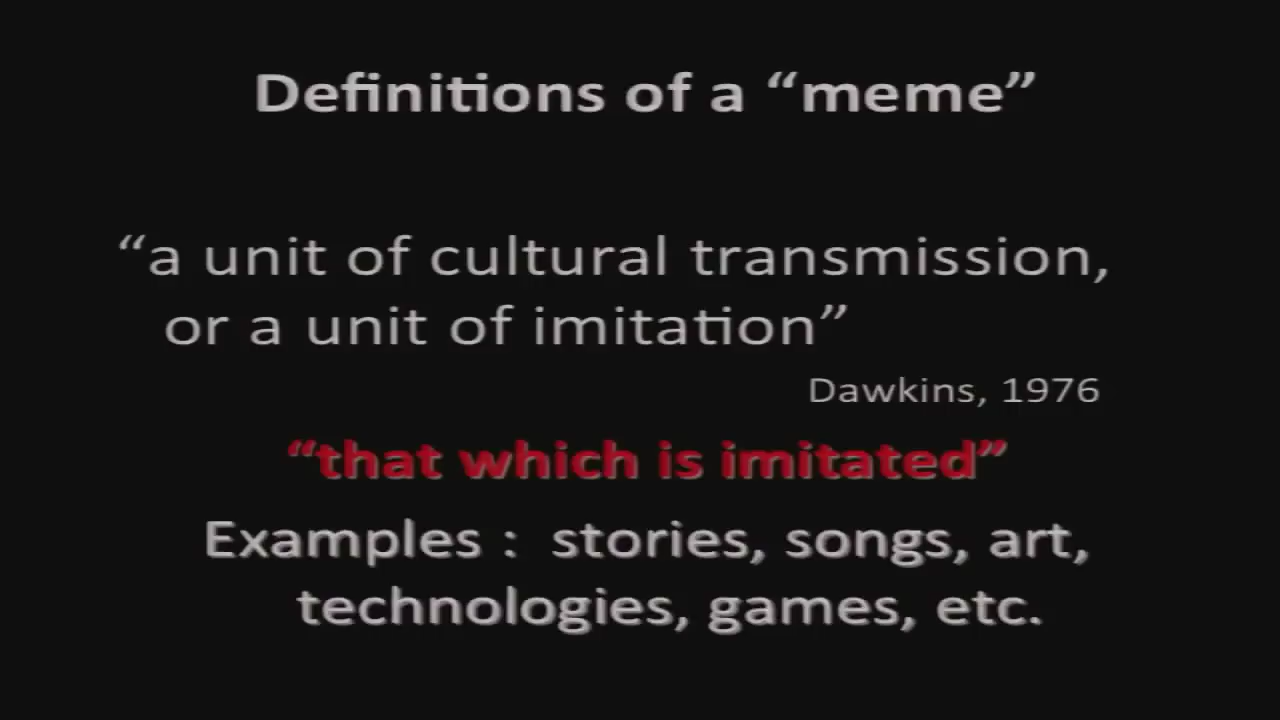 Definitions of a “meme”
“a unit of cultural transmission,
or a unit of imitation”
Dawkins, 1976
“that which is imitated”
Examples : stories, songs, art,
technologies, games, etc.